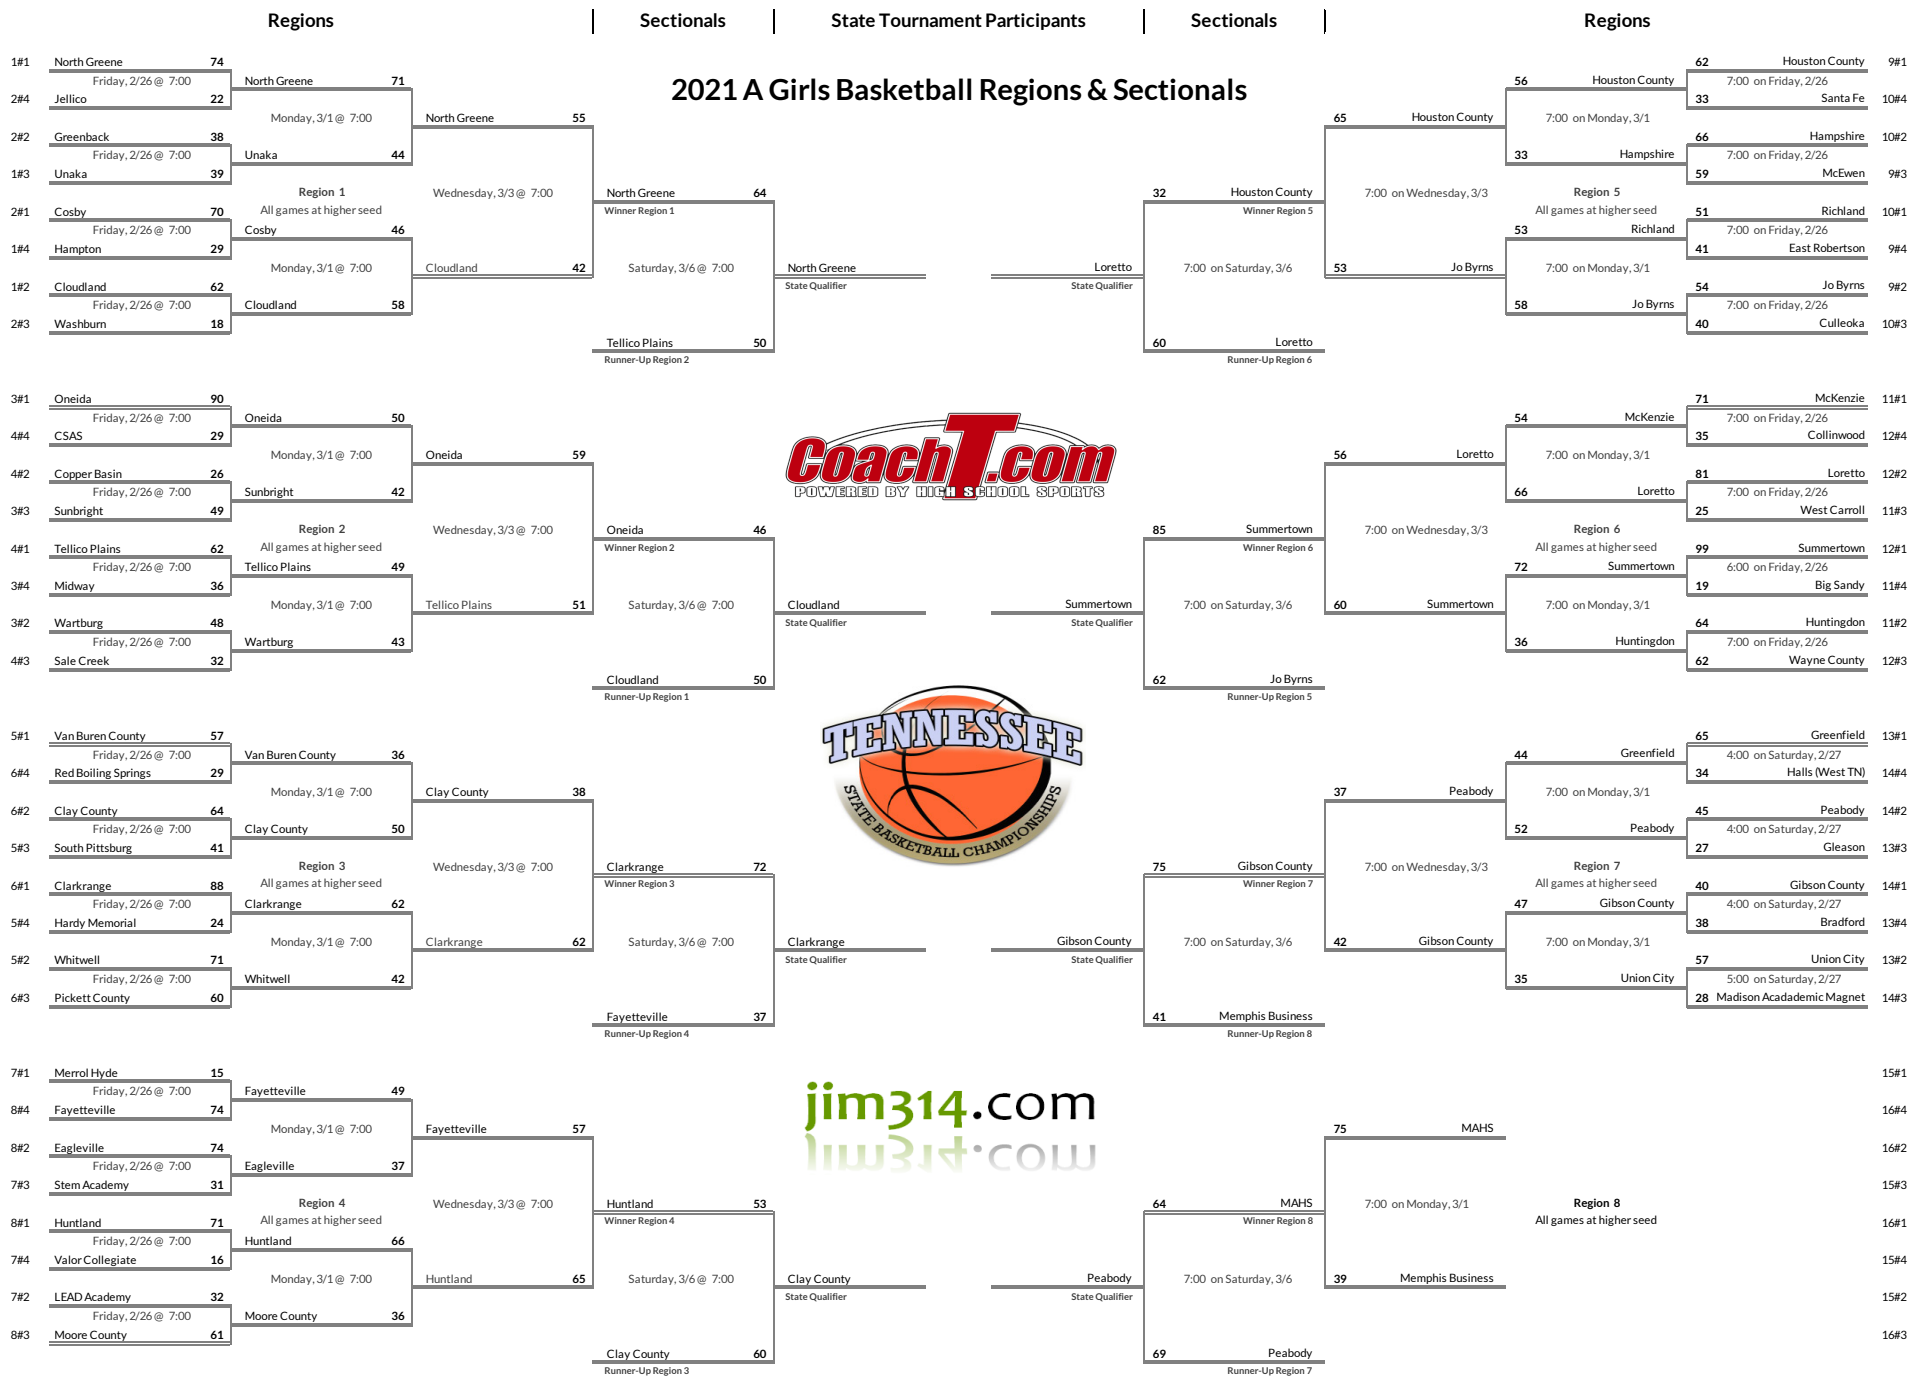 Regions
Sectionals
State Tournament Participants
Sectionals
Regions
2021 A Girls Basketball Regions & Sectionals
1#1 North Greene 74
Friday, 2/26 @ 7:00
2#4 Jellico 22
2#2 Greenback 38
Friday, 2/26 @ 7:00
1#3 Unaka 39
2#1 Cosby 70
Friday, 2/26 @ 7:00
1#4 Hampton 29
1#2 Cloudland 62
Friday, 2/26 @ 7:00
2#3 Washburn 18
North Greene 71
Monday, 3/1 @ 7:00
Unaka 44
Region 1
All games at higher seed
Cosby 46
Monday, 3/1 @ 7:00
Cloudland 58
North Greene 55
Wednesday, 3/3 @ 7:00
Cloudland 42
North Greene 64
Winner Region 1
Saturday, 3/6 @ 7:00
Tellico Plains 50
Runner-Up Region 2
North Greene
State Qualifier
3#1 Oneida 90
Friday, 2/26 @ 7:00
4#4 CSAS 29
4#2 Copper Basin 26
Friday, 2/26 @ 7:00
3#3 Sunbright 49
4#1 Tellico Plains 62
Friday, 2/26 @ 7:00
3#4 Midway 36
3#2 Wartburg 48
Friday, 2/26 @ 7:00
4#3 Sale Creek 32
Oneida 50
Monday, 3/1 @ 7:00
Sunbright 42
Region 2
All games at higher seed
Tellico Plains 49
Monday, 3/1 @ 7:00
Wartburg 43
Oneida 59
Wednesday, 3/3 @ 7:00
Tellico Plains 51
Oneida 46
Winner Region 2
Saturday, 3/6 @ 7:00
Cloudland 50
Runner-Up Region 1
Cloudland
State Qualifier
5#1 Van Buren County 57
Friday, 2/26 @ 7:00
6#4 Red Boiling Springs 29
6#2 Clay County 64
Friday, 2/26 @ 7:00
5#3 South Pittsburg 41
6#1 Clarkrange 88
Friday, 2/26 @ 7:00
5#4 Hardy Memorial 24
5#2 Whitwell 71
Friday, 2/26 @ 7:00
6#3 Pickett County 60
Van Buren County 36
Monday, 3/1 @ 7:00
Clay County 50
Region 3
All games at higher seed
Clarkrange 62
Monday, 3/1 @ 7:00
Whitwell 42
Clay County 38
Wednesday, 3/3 @ 7:00
Clarkrange 62
Clarkrange 72
Winner Region 3
Saturday, 3/6 @ 7:00
Fayetteville 37
Runner-Up Region 4
Clarkrange
State Qualifier
7#1 Merrol Hyde 15
Friday, 2/26 @ 7:00
8#4 Fayetteville 74
8#2 Eagleville 74
Friday, 2/26 @ 7:00
7#3 Stem Academy 31
8#1 Huntland 71
Friday, 2/26 @ 7:00
7#4 Valor Collegiate 16
7#2 LEAD Academy 32
Friday, 2/26 @ 7:00
8#3 Moore County 61
Fayetteville 49
Monday, 3/1 @ 7:00
Eagleville 37
Region 4
All games at higher seed
Huntland 66
Monday, 3/1 @ 7:00
Moore County 36
Fayetteville 57
Wednesday, 3/3 @ 7:00
Huntland 65
Huntland 53
Winner Region 4
Saturday, 3/6 @ 7:00
Clay County 60
Runner-Up Region 3
Clay County
State Qualifier
CoachT.com
POWERED BY HIGH SCHOOL SPORTS
TENNESSEE
STATE BASKETBALL CHAMPIONSHIPS
jim314.com
Loretto
State Qualifier
32 Houston County
Winner Region 5
7:00 on Saturday, 3/6
60 Loretto
Runner-Up Region 6
65 Houston County
7:00 on Wednesday, 3/3
53 Jo Byrns
56 Houston County
7:00 on Monday, 3/1
33 Hampshire
Region 5
All games at higher seed
53 Richland
7:00 on Monday, 3/1
58 Jo Byrns
62 Houston County 9#1
7:00 on Friday, 2/26
33 Santa Fe 10#4
66 Hampshire 10#2
7:00 on Friday, 2/26
59 McEwen 9#3
51 Richland 10#1
7:00 on Friday, 2/26
41 East Robertson 9#4
54 Jo Byrns 9#2
7:00 on Friday, 2/26
40 Culleoka 10#3
Summertown
State Qualifier
85 Summertown
Winner Region 6
7:00 on Saturday, 3/6
62 Jo Byrns
Runner-Up Region 5
56 Loretto
7:00 on Wednesday, 3/3
60 Summertown
54 McKenzie
7:00 on Monday, 3/1
66 Loretto
Region 6
All games at higher seed
72 Summertown
7:00 on Monday, 3/1
36 Huntingdon
71 McKenzie 11#1
7:00 on Friday, 2/26
35 Collinwood 12#4
81 Loretto 12#2
7:00 on Friday, 2/26
25 West Carroll 11#3
99 Summertown 12#1
6:00 on Friday, 2/26
19 Big Sandy 11#4
64 Huntingdon 11#2
7:00 on Friday, 2/26
62 Wayne County 12#3
Gibson County
State Qualifier
75 Gibson County
Winner Region 7
7:00 on Saturday, 3/6
41 Memphis Business
Runner-Up Region 8
37 Peabody
7:00 on Wednesday, 3/3
42 Gibson County
44 Greenfield
7:00 on Monday, 3/1
52 Peabody
Region 7
All games at higher seed
47 Gibson County
7:00 on Monday, 3/1
35 Union City
65 Greenfield 13#1
4:00 on Saturday, 2/27
34 Halls (West TN) 14#4
45 Peabody 14#2
4:00 on Saturday, 2/27
27 Gleason 13#3
40 Gibson County 14#1
4:00 on Saturday, 2/27
38 Bradford 13#4
57 Union City 13#2
5:00 on Saturday, 2/27
28 Madison Acadademic Magnet 14#3
Peabody
State Qualifier
64 MAHS
Winner Region 8
7:00 on Saturday, 3/6
69 Peabody
Runner-Up Region 7
75 MAHS
7:00 on Monday, 3/1
39 Memphis Business
Region 8
All games at higher seed
15#1
16#4
16#2
15#3
16#1
15#4
15#2
16#3